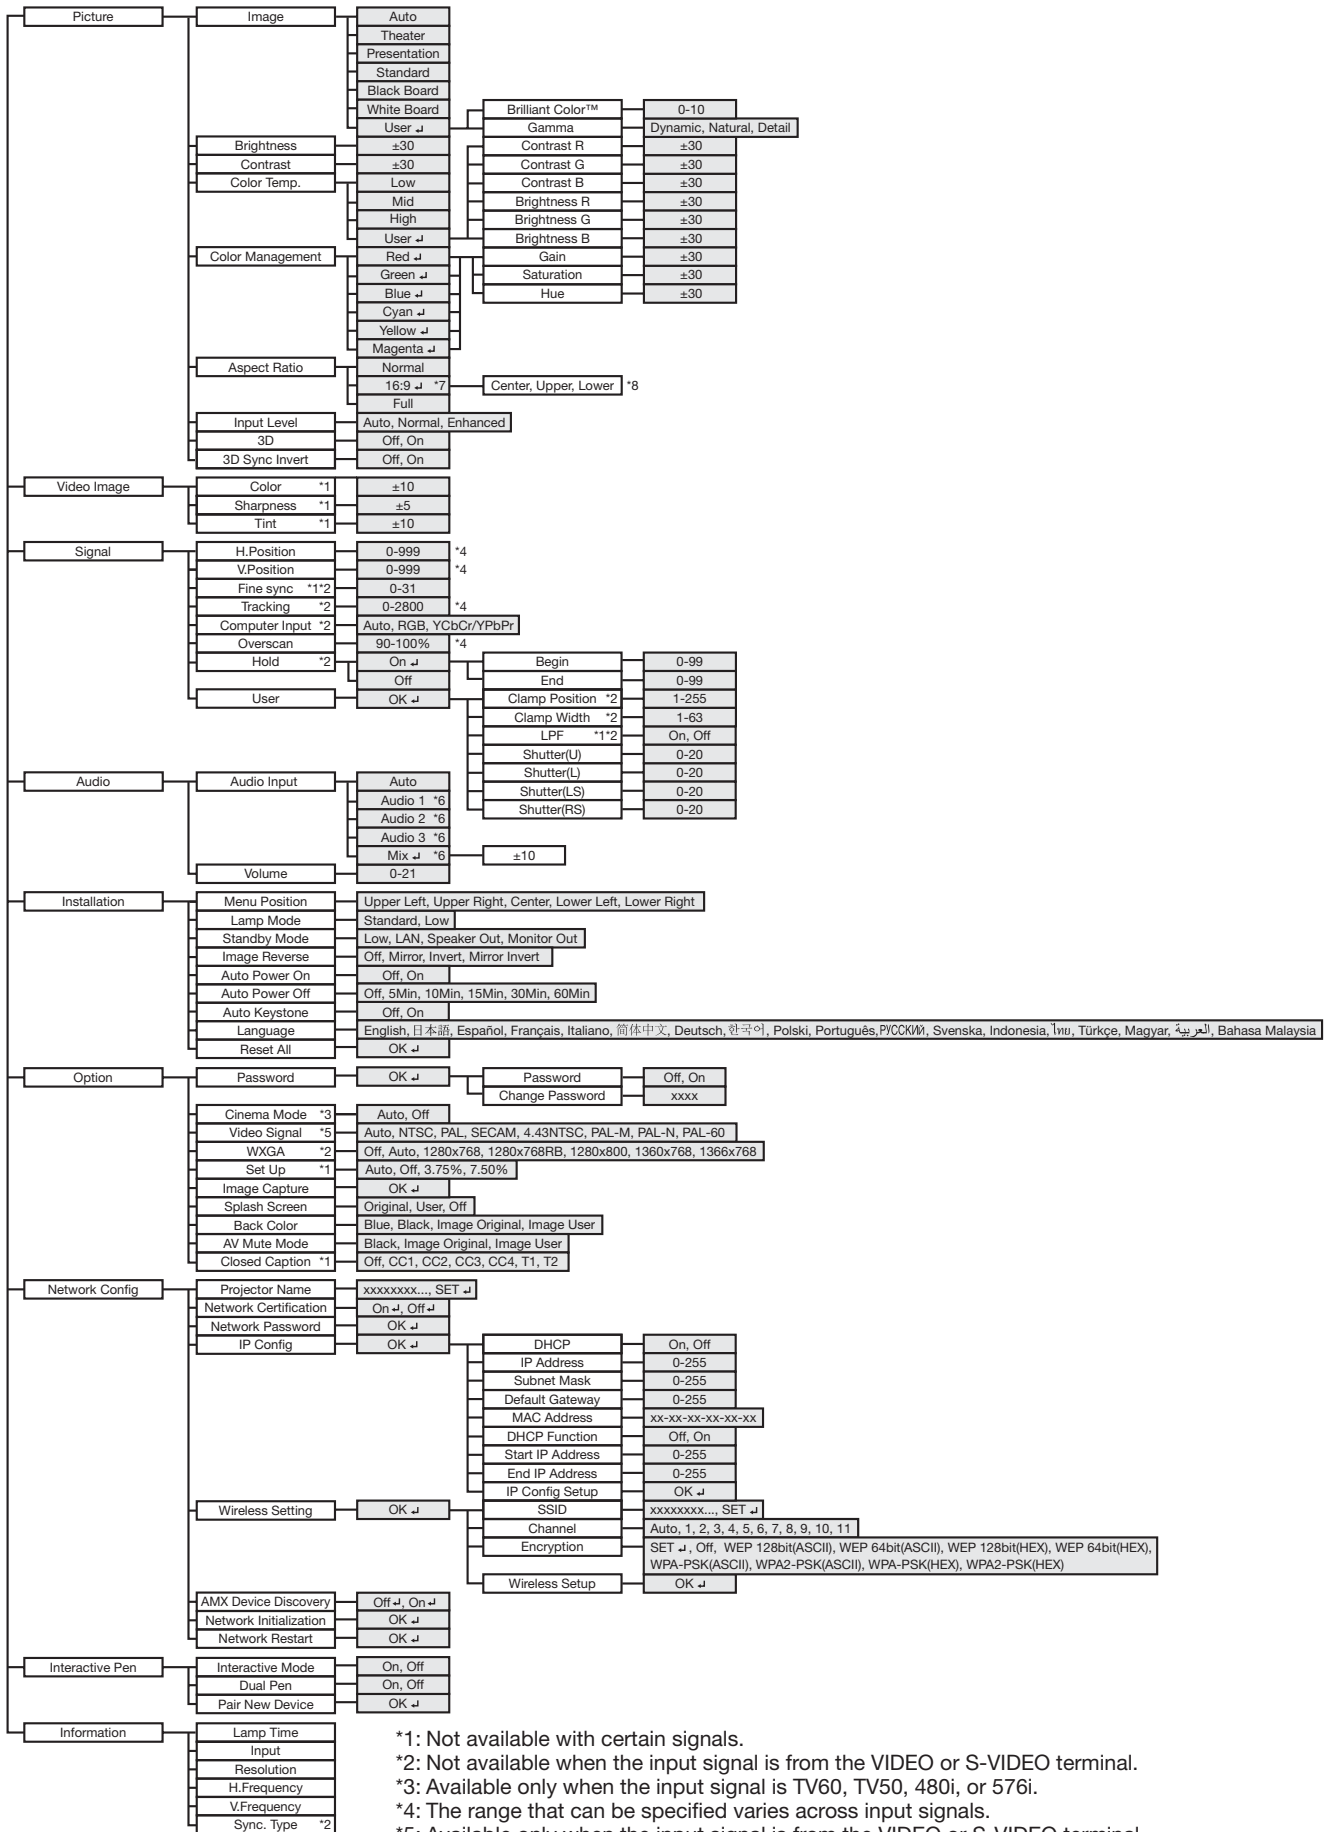 Picture
Image
Auto
Theater
Presentation
Standard
Black Board
White Board
User ↵
Brilliant Color™ 0-10
Gamma Dynamic, Natural, Detail
Brightness ±30
Contrast ±30
Color Temp.
Low
Mid
High
User ↵
Contrast R ±30
Contrast G ±30
Contrast B ±30
Brightness R ±30
Brightness G ±30
Brightness B ±30
Color Management
Red ↵
Green ↵
Blue ↵
Cyan ↵
Yellow ↵
Magenta ↵
Gain ±30
Saturation ±30
Hue ±30
Aspect Ratio
Normal
16:9 ↵ *7 Center, Upper, Lower *8
Full
Input Level Auto, Normal, Enhanced
3D Off, On
3D Sync Invert Off, On
Video Image
Color *1 ±10
Sharpness *1 ±5
Tint *1 ±10
Signal
H.Position 0-999 *4
V.Position 0-999 *4
Fine sync *1*2 0-31
Tracking *2 0-2800 *4
Computer Input *2 Auto, RGB, YCbCr/YPbPr
Overscan 90-100% *4
Hold *2
On ↵
Off
Begin 0-99
End 0-99
User OK ↵
Clamp Position *2 1-255
Clamp Width *2 1-63
LPF *1*2 On, Off
Shutter(U) 0-20
Shutter(L) 0-20
Shutter(LS) 0-20
Shutter(RS) 0-20
Audio
Audio Input
Auto
Audio 1 *6
Audio 2 *6
Audio 3 *6
Mix ↵ *6 ±10
Volume 0-21
Installation
Menu Position Upper Left, Upper Right, Center, Lower Left, Lower Right
Lamp Mode Standard, Low
Standby Mode Low, LAN, Speaker Out, Monitor Out
Image Reverse Off, Mirror, Invert, Mirror Invert
Auto Power On Off, On
Auto Power Off Off, 5Min, 10Min, 15Min, 30Min, 60Min
Auto Keystone Off, On
Language English, 日本語, Español, Français, Italiano, 简体中文, Deutsch, 한국어, Polski, Português, РУССКИЙ, Svenska, Indonesia, ไทย, Türkçe, Magyar, العربية, Bahasa Malaysia
Reset All OK ↵
Option
Password OK ↵
Password Off, On
Change Password xxxx
Cinema Mode *3 Auto, Off
Video Signal *5 Auto, NTSC, PAL, SECAM, 4.43NTSC, PAL-M, PAL-N, PAL-60
WXGA *2 Off, Auto, 1280x768, 1280x768RB, 1280x800, 1360x768, 1366x768
Set Up *1 Auto, Off, 3.75%, 7.50%
Image Capture OK ↵
Splash Screen Original, User, Off
Back Color Blue, Black, Image Original, Image User
AV Mute Mode Black, Image Original, Image User
Closed Caption *1 Off, CC1, CC2, CC3, CC4, T1, T2
Network Config
Projector Name xxxxxxxx..., SET ↵
Network Certification On↵, Off↵
Network Password OK ↵
IP Config OK ↵
DHCP On, Off
IP Address 0-255
Subnet Mask 0-255
Default Gateway 0-255
MAC Address xx-xx-xx-xx-xx-xx
DHCP Function Off, On
Start IP Address 0-255
End IP Address 0-255
IP Config Setup OK ↵
Wireless Setting OK ↵
SSID xxxxxxxx..., SET ↵
Channel Auto, 1, 2, 3, 4, 5, 6, 7, 8, 9, 10, 11
Encryption SET ↵, Off, WEP 128bit(ASCII), WEP 64bit(ASCII), WEP 128bit(HEX), WEP 64bit(HEX),
WPA-PSK(ASCII), WPA2-PSK(ASCII), WPA-PSK(HEX), WPA2-PSK(HEX)
Wireless Setup OK ↵
AMX Device Discovery Off↵, On↵
Network Initialization OK ↵
Network Restart OK ↵
Interactive Pen
Interactive Mode On, Off
Dual Pen On, Off
Pair New Device OK ↵
Information
Lamp Time
Input
Resolution
H.Frequency
V.Frequency
Sync. Type *2
*1: Not available with certain signals.
*2: Not available when the input signal is from the VIDEO or S-VIDEO terminal.
*3: Available only when the input signal is TV60, TV50, 480i, or 576i.
*4: The range that can be specified varies across input signals.
*5: Available only when the input signal is from the VIDEO or S-VIDEO terminal.